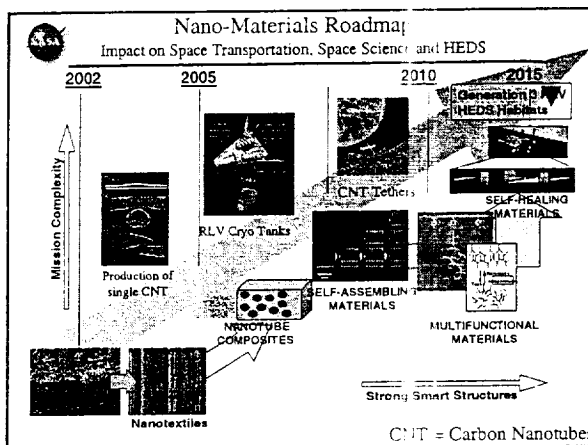 NASA
Nano-Materials Roadmap
Impact on Space Transportation, Space Science and HEDS
2002 2005 2010 2015
Generation 3 RLV
HEDS Habitats
Mission Complexity
CNT Tethers
RLV Cryo Tanks
SELF-HEALING
MATERIALS
Production of
single CNT
SELF-ASSEMBLING
MATERIALS
NANOTUBE
COMPOSITES
MULTIFUNCTIONAL
MATERIALS
Nanotextiles
Strong Smart Structures
CNT = Carbon Nanotube